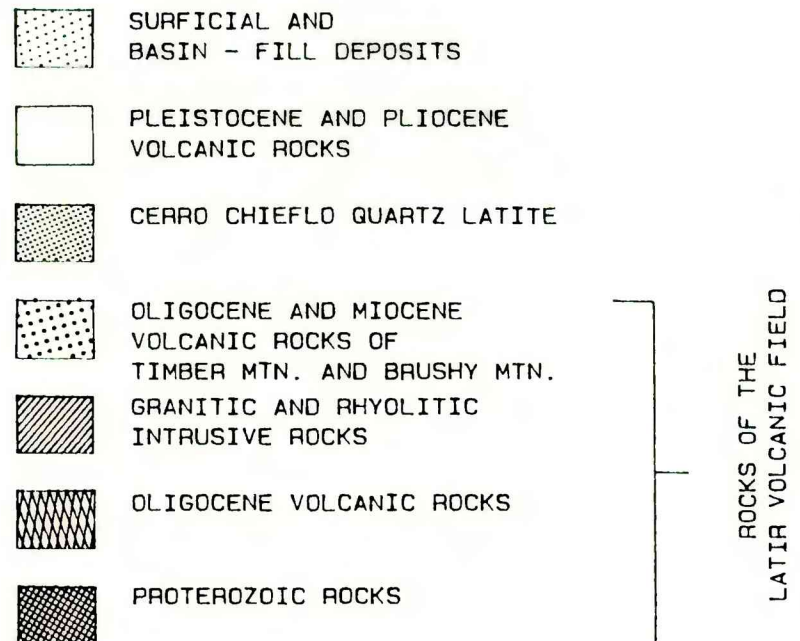 SURFICIAL AND
BASIN - FILL DEPOSITS
PLEISTOCENE AND PLIOCENE
VOLCANIC ROCKS
CERRO CHIEFLO QUARTZ LATITE
OLIGOCENE AND MIOCENE
VOLCANIC ROCKS OF
TIMBER MTN. AND BRUSHY MTN.
GRANITIC AND RHYOLITIC
INTRUSIVE ROCKS
OLIGOCENE VOLCANIC ROCKS
PROTEROZOIC ROCKS
ROCKS OF THE
LATIR VOLCANIC FIELD